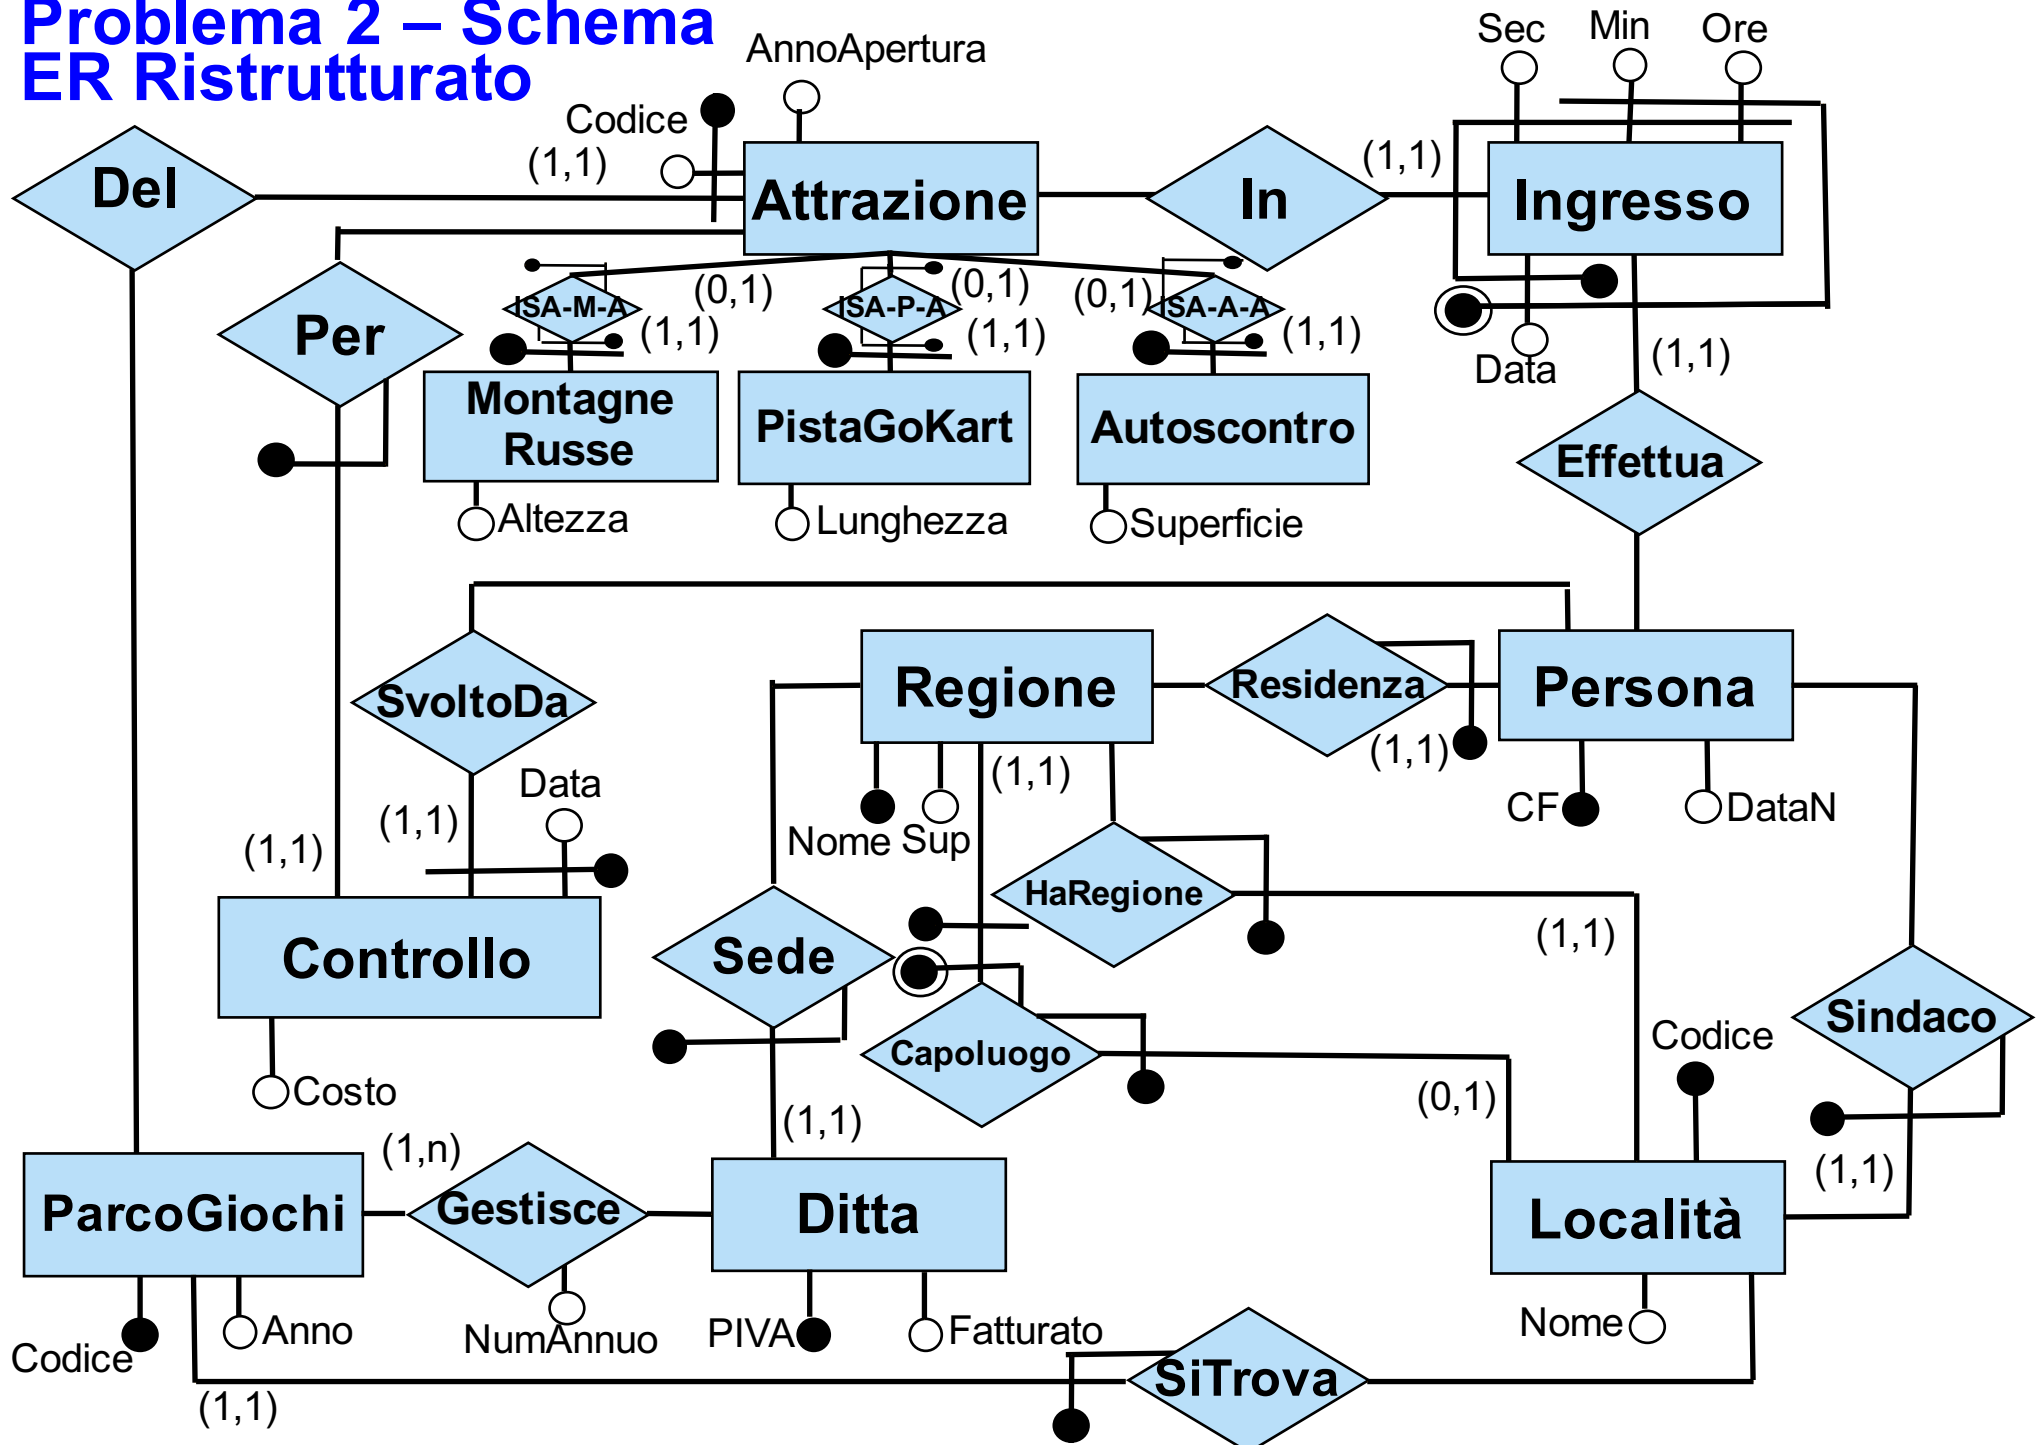 Problema 2 – Schema
ER Ristrutturato
AnnoApertura
Sec
Min
Ore
Codice
(1,1)
(1,1)
Del
Attrazione
In
Ingresso
(0,1)
(0,1)
(0,1)
ISA-M-A
ISA-P-A
ISA-A-A
(1,1)
(1,1)
(1,1)
Per
Data
(1,1)
Montagne
Russe
PistaGoKart
Autoscontro
Effettua
Altezza
Lunghezza
Superficie
SvoltoDa
Regione
Residenza
Persona
(1,1)
(1,1)
Data
(1,1)
(1,1)
Nome
Sup
CF
DataN
HaRegione
(1,1)
Controllo
Sede
Sindaco
Capoluogo
Codice
Costo
(1,1)
(0,1)
(1,n)
(1,1)
ParcoGiochi
Gestisce
Ditta
Località
Codice
Anno
NumAnnuo
PIVA
Fatturato
Nome
(1,1)
SiTrova